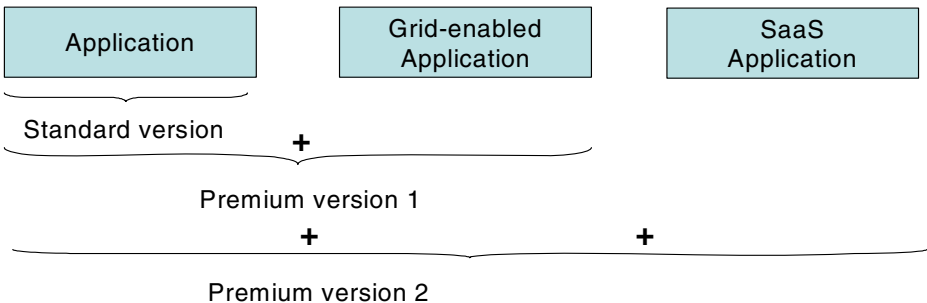 Application
Grid-enabled
Application
SaaS
Application
Standard version
+
Premium version 1
+ +
Premium version 2